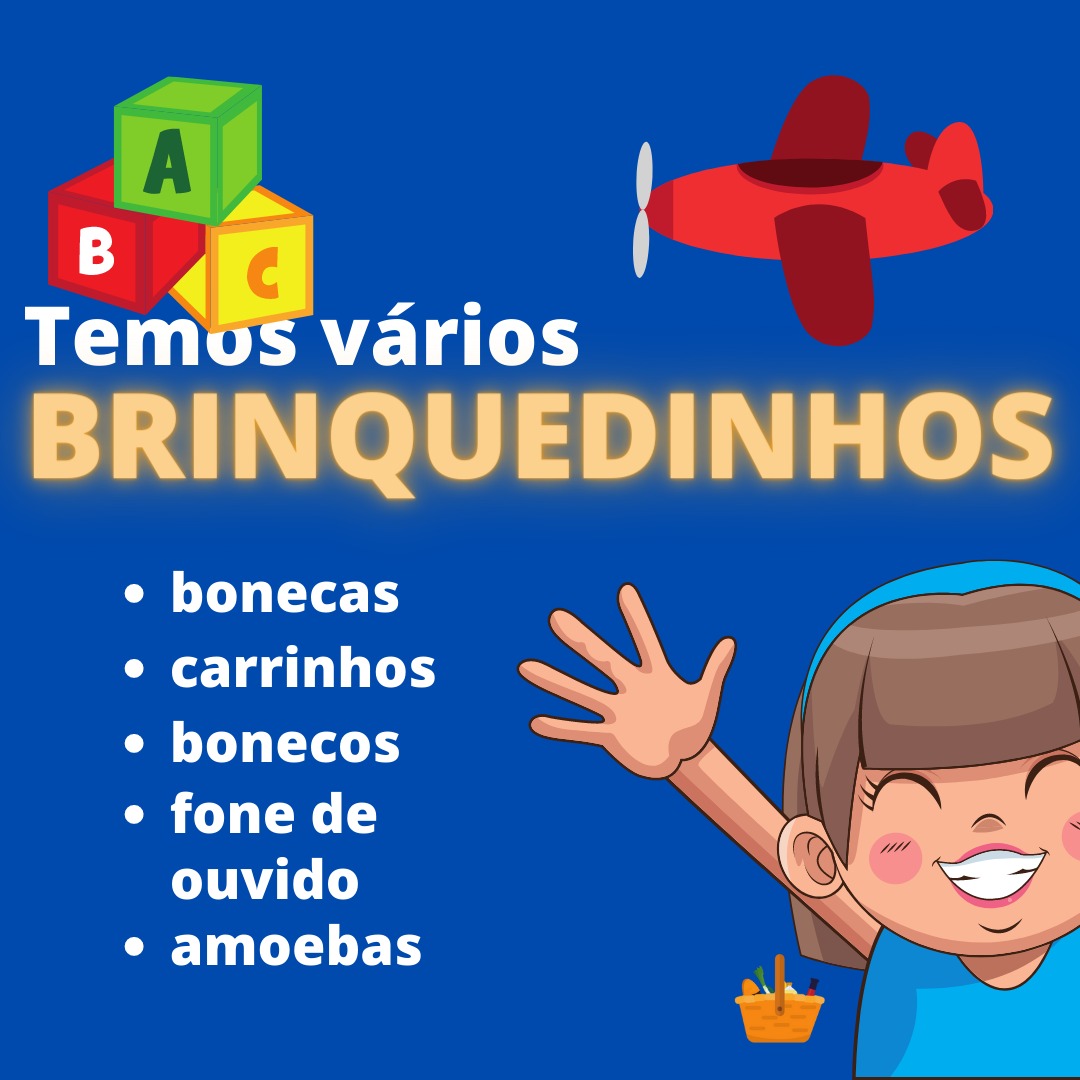 A
B
C
Temos vários
BRINQUEDINHOS
• bonecas
• carrinhos
• bonecos
• fone de
ouvido
• amoebas